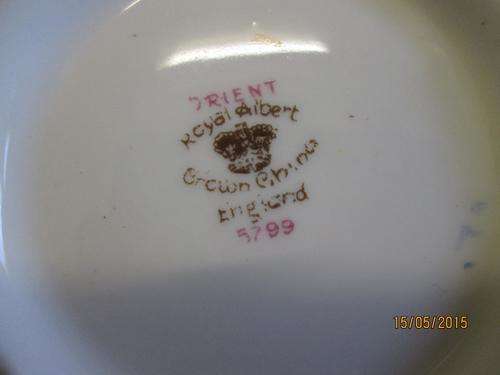 ORIENT
Royal Albert
Crown China
England
5799
15/05/2015